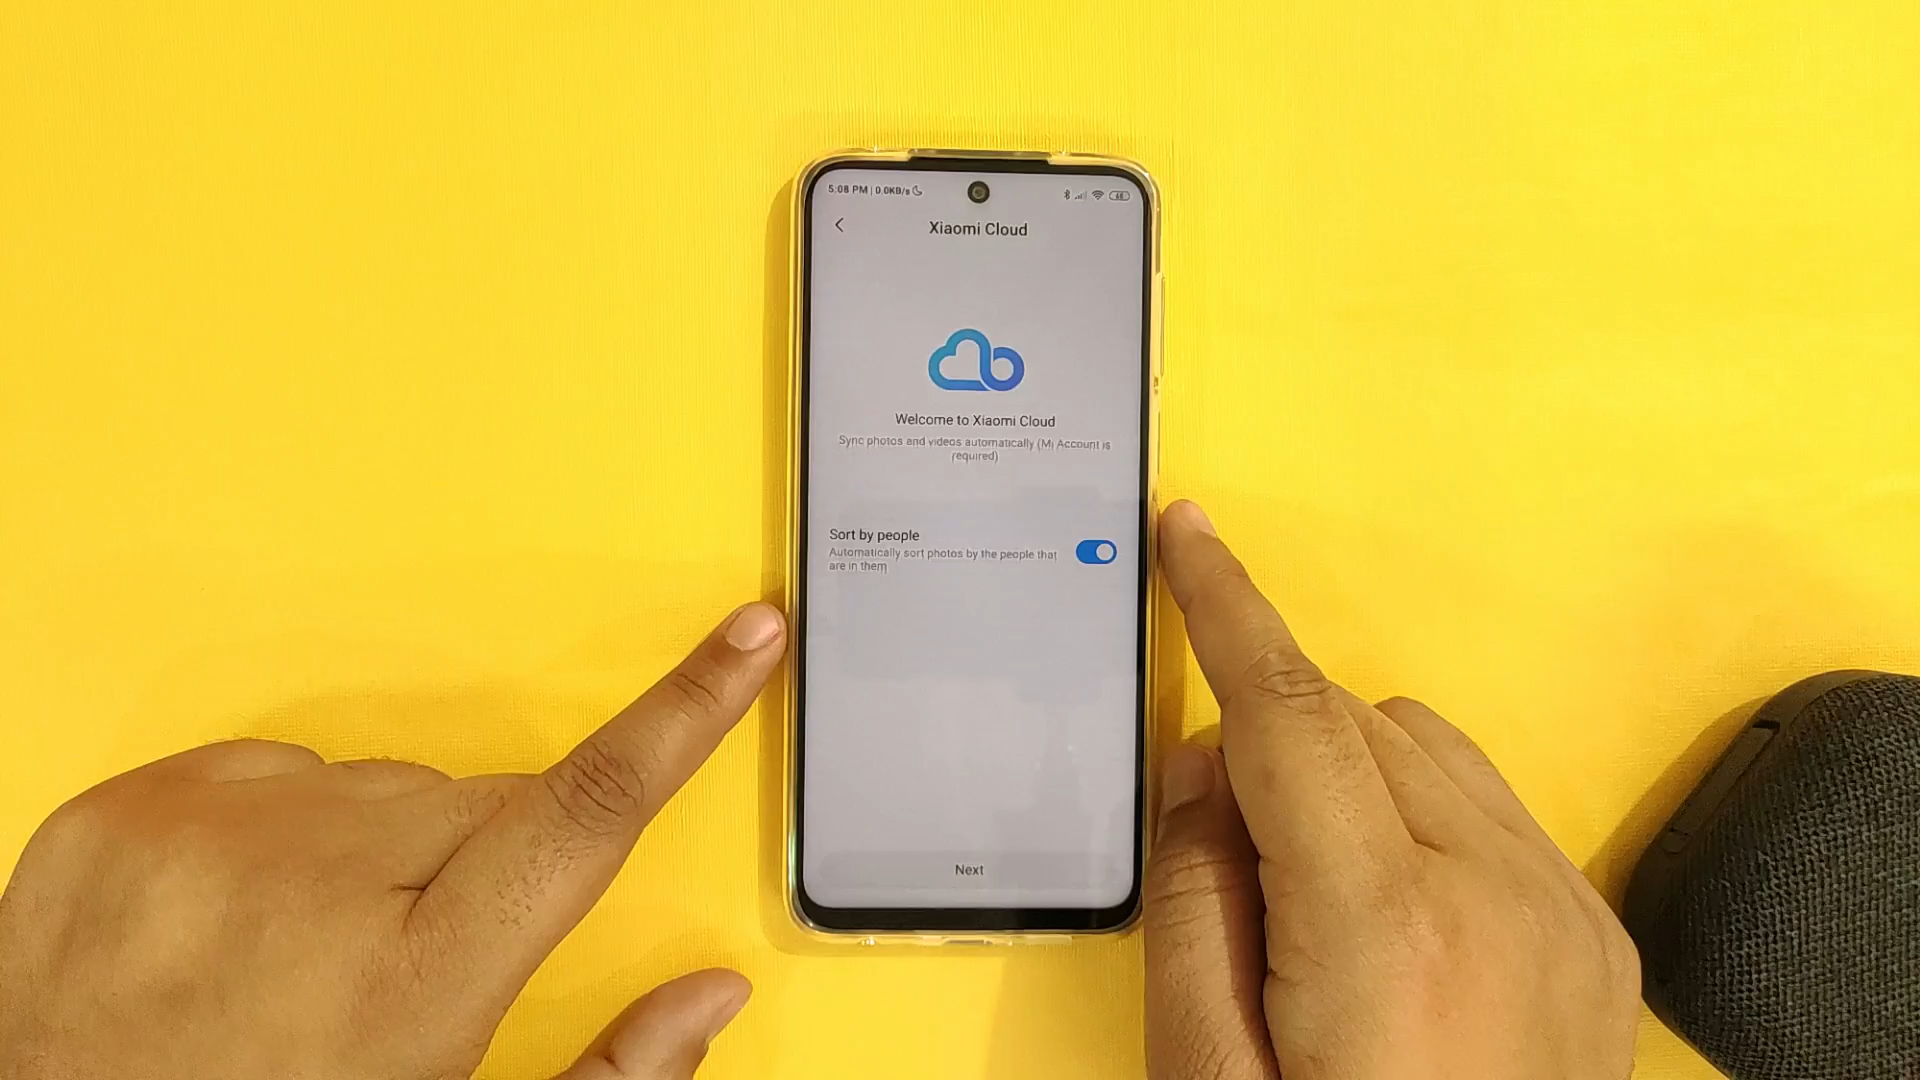 5:08 PM | 0.0KB/s
Xiaomi Cloud
Welcome to Xiaomi Cloud
Sync photos and videos automatically (Mi Account is
required)
Sort by people
Automatically sort photos by the people that
are in them
Next